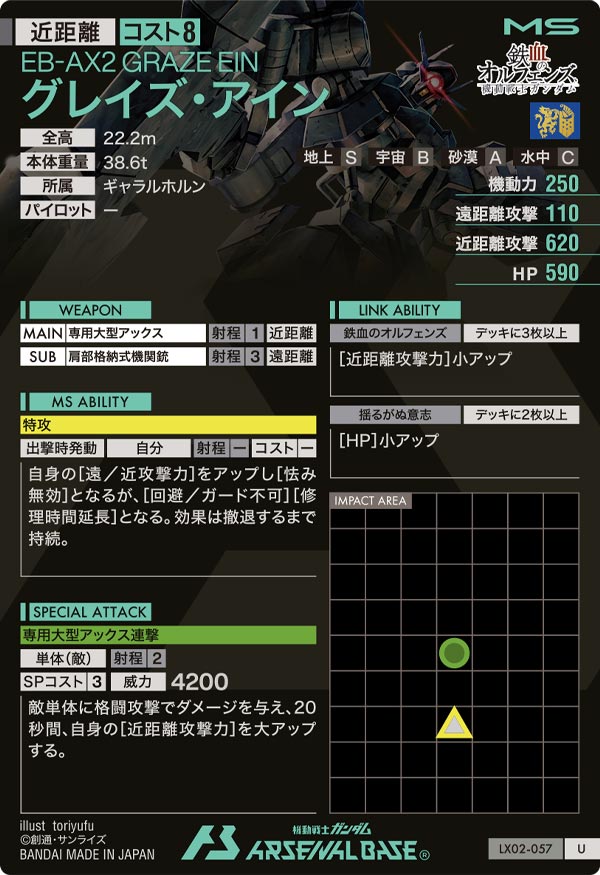 近距離 コスト8 MS
EB-AX2 GRAZE EIN
グレイズ・アイン
鉄血の
オルフェンズ
機動戦士ガンダム
全高 22.2m
本体重量 38.6t
所属 ギャラルホルン
パイロット ー
地上 S 宇宙 B 砂漠 A 水中 C
機動力 250
遠距離攻撃 110
近距離攻撃 620
HP 590
WEAPON
MAIN 専用大型アックス 射程 1 近距離
SUB 肩部格納式機関銃 射程 3 遠距離
MS ABILITY
特攻
出撃時発動 自分 射程 ー コスト ー
自身の[遠／近攻撃力]をアップし[怯み
無効]となるが、[回避／ガード不可][修
理時間延長]となる。効果は撤退するまで
持続。
SPECIAL ATTACK
専用大型アックス連撃
単体(敵) 射程 2
SPコスト 3 威力 4200
敵単体に格闘攻撃でダメージを与え、20
秒間、自身の[近距離攻撃力]を大アップ
する。
LINK ABILITY
鉄血のオルフェンズ デッキに3枚以上
[近距離攻撃力]小アップ
揺るがぬ意志 デッキに2枚以上
[HP]小アップ
IMPACT AREA
illust toriyufu
©創通・サンライズ
BANDAI MADE IN JAPAN
機動戦士ガンダム
AB ARSENAL BASE®
LX02-057 U